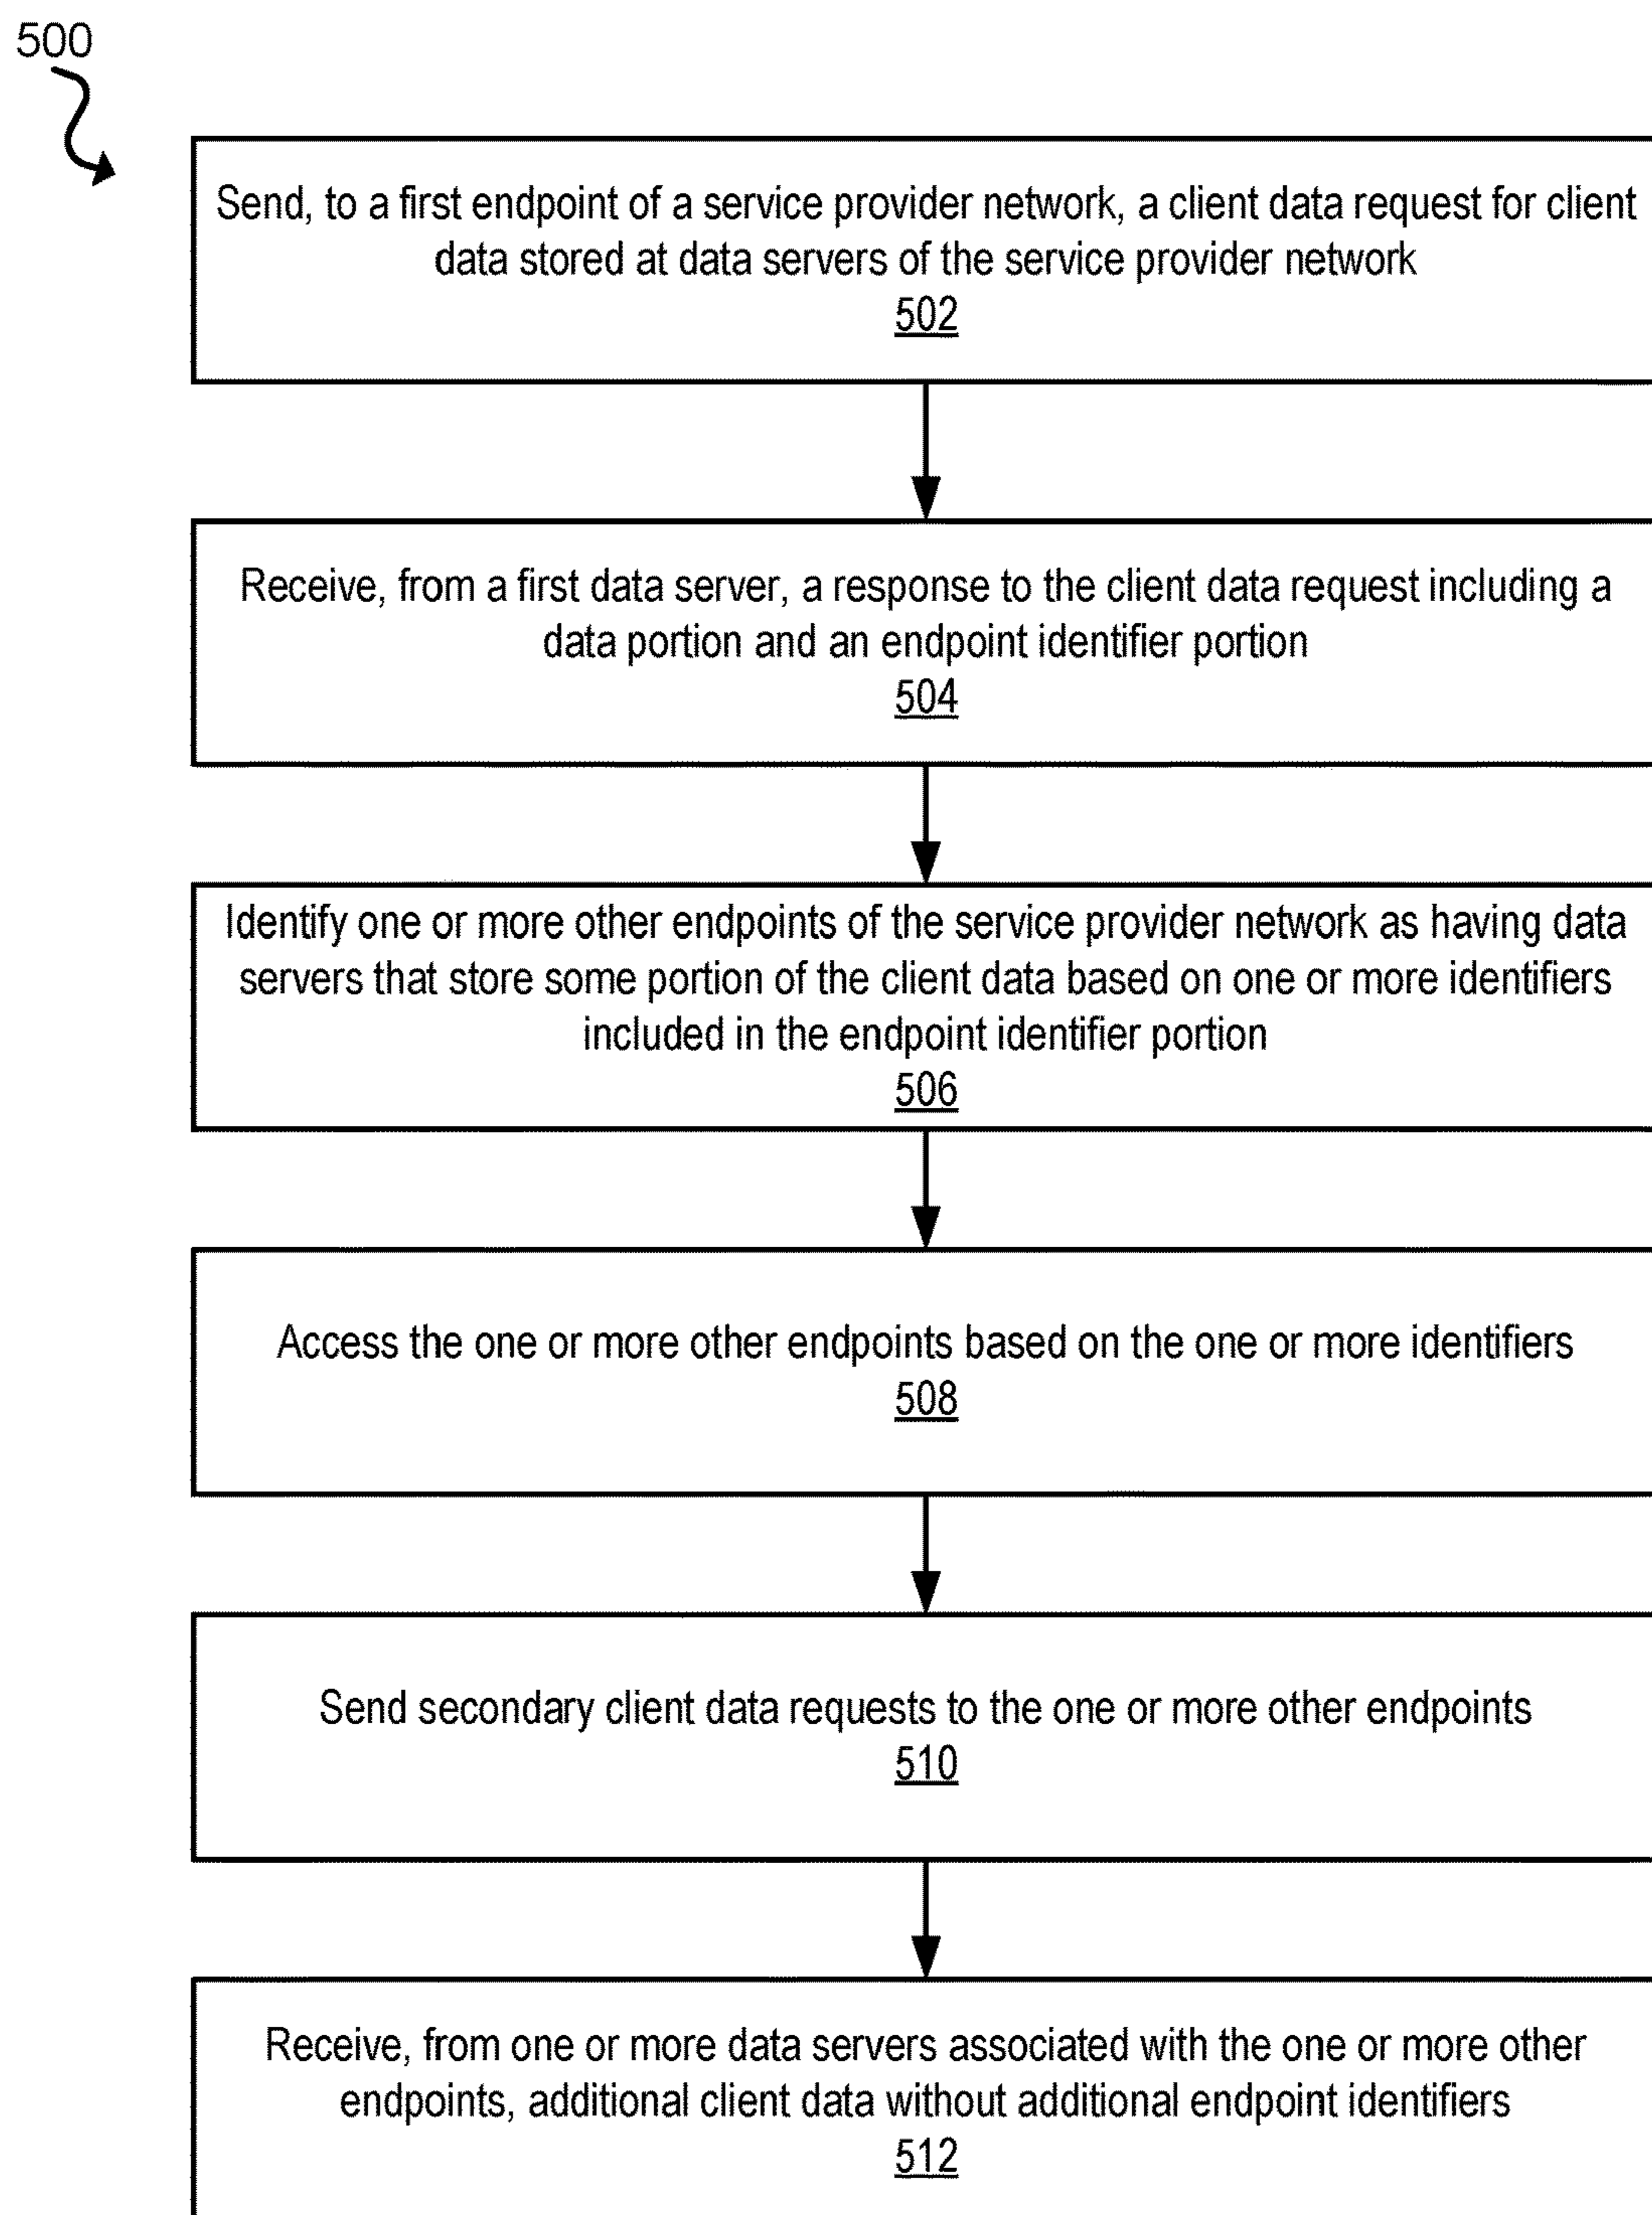 500
Send, to a first endpoint of a service provider network, a client data request for client
data stored at data servers of the service provider network
502
Receive, from a first data server, a response to the client data request including a
data portion and an endpoint identifier portion
504
Identify one or more other endpoints of the service provider network as having data
servers that store some portion of the client data based on one or more identifiers
included in the endpoint identifier portion
506
Access the one or more other endpoints based on the one or more identifiers
508
Send secondary client data requests to the one or more other endpoints
510
Receive, from one or more data servers associated with the one or more other
endpoints, additional client data without additional endpoint identifiers
512